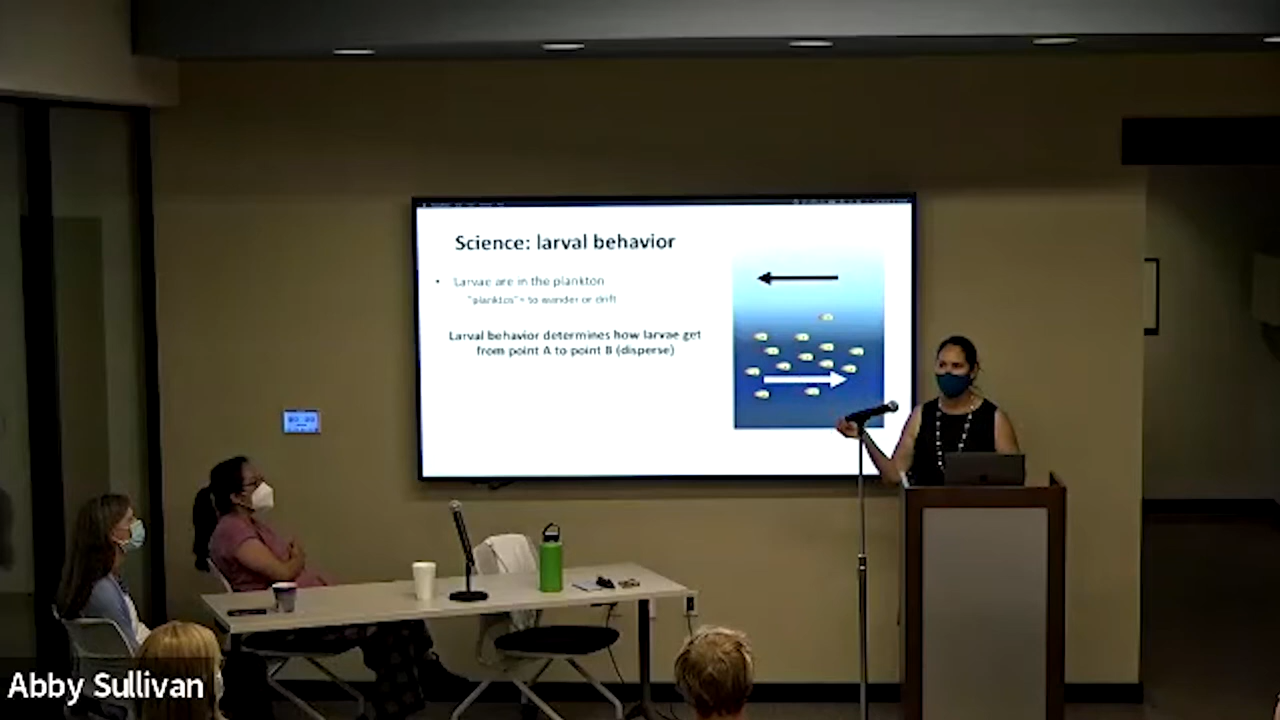 Science: larval behavior
• Larvae are in the plankton
"planktos" = to wander or drift
Larval behavior determines how larvae get
from point A to point B (disperse)
Abby Sullivan